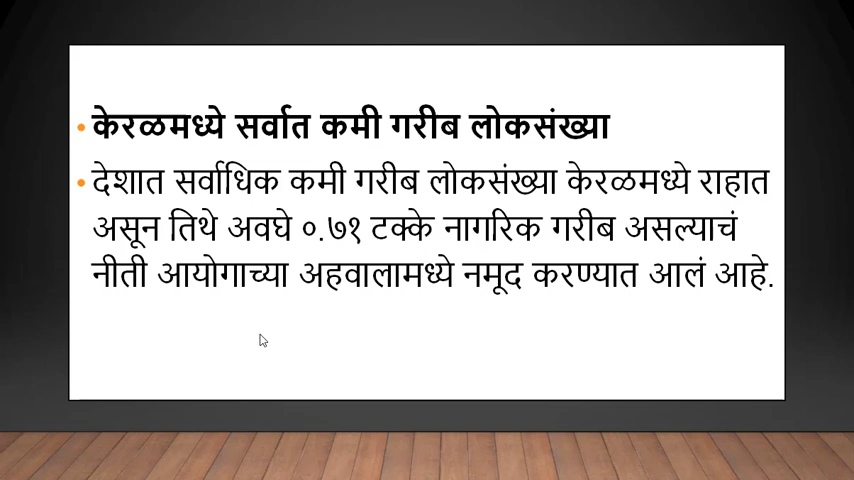 • केरळमध्ये सर्वात कमी गरीब लोकसंख्या
• देशात सर्वाधिक कमी गरीब लोकसंख्या केरळमध्ये राहात
असून तिथे अवघे ०.७१ टक्के नागरिक गरीब असल्याचं
नीती आयोगाच्या अहवालामध्ये नमूद करण्यात आलं आहे.